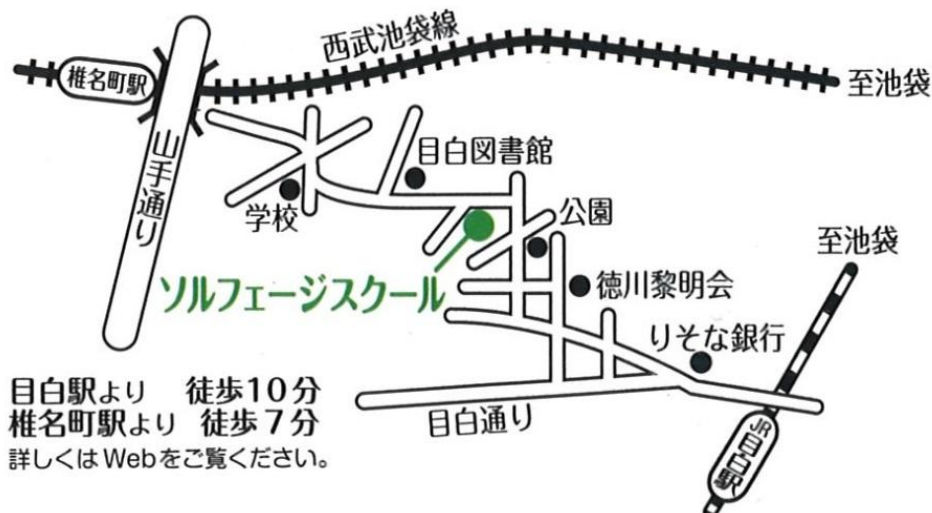 西武池袋線
椎名町駅
至池袋
山手通り
目白図書館
学校
公園
至池袋
ソルフェージスクール
徳川黎明会
りそな銀行
目白駅より 徒歩10分
椎名町駅より 徒歩7分
詳しくはWebをご覧ください。
目白通り
JR目白駅